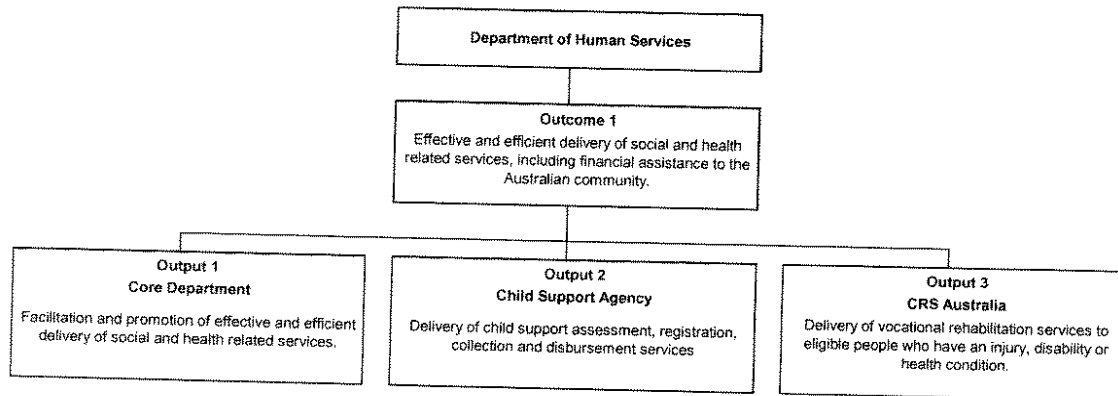 Department of Human Services
Outcome 1
Effective and efficient delivery of social and health
related services, including financial assistance to the
Australian community.
Output 1
Core Department
Facilitation and promotion of effective and efficient
delivery of social and health related services.
Output 2
Child Support Agency
Delivery of child support assessment, registration,
collection and disbursement services
Output 3
CRS Australia
Delivery of vocational rehabilitation services to
eligible people who have an injury, disability or
health condition.